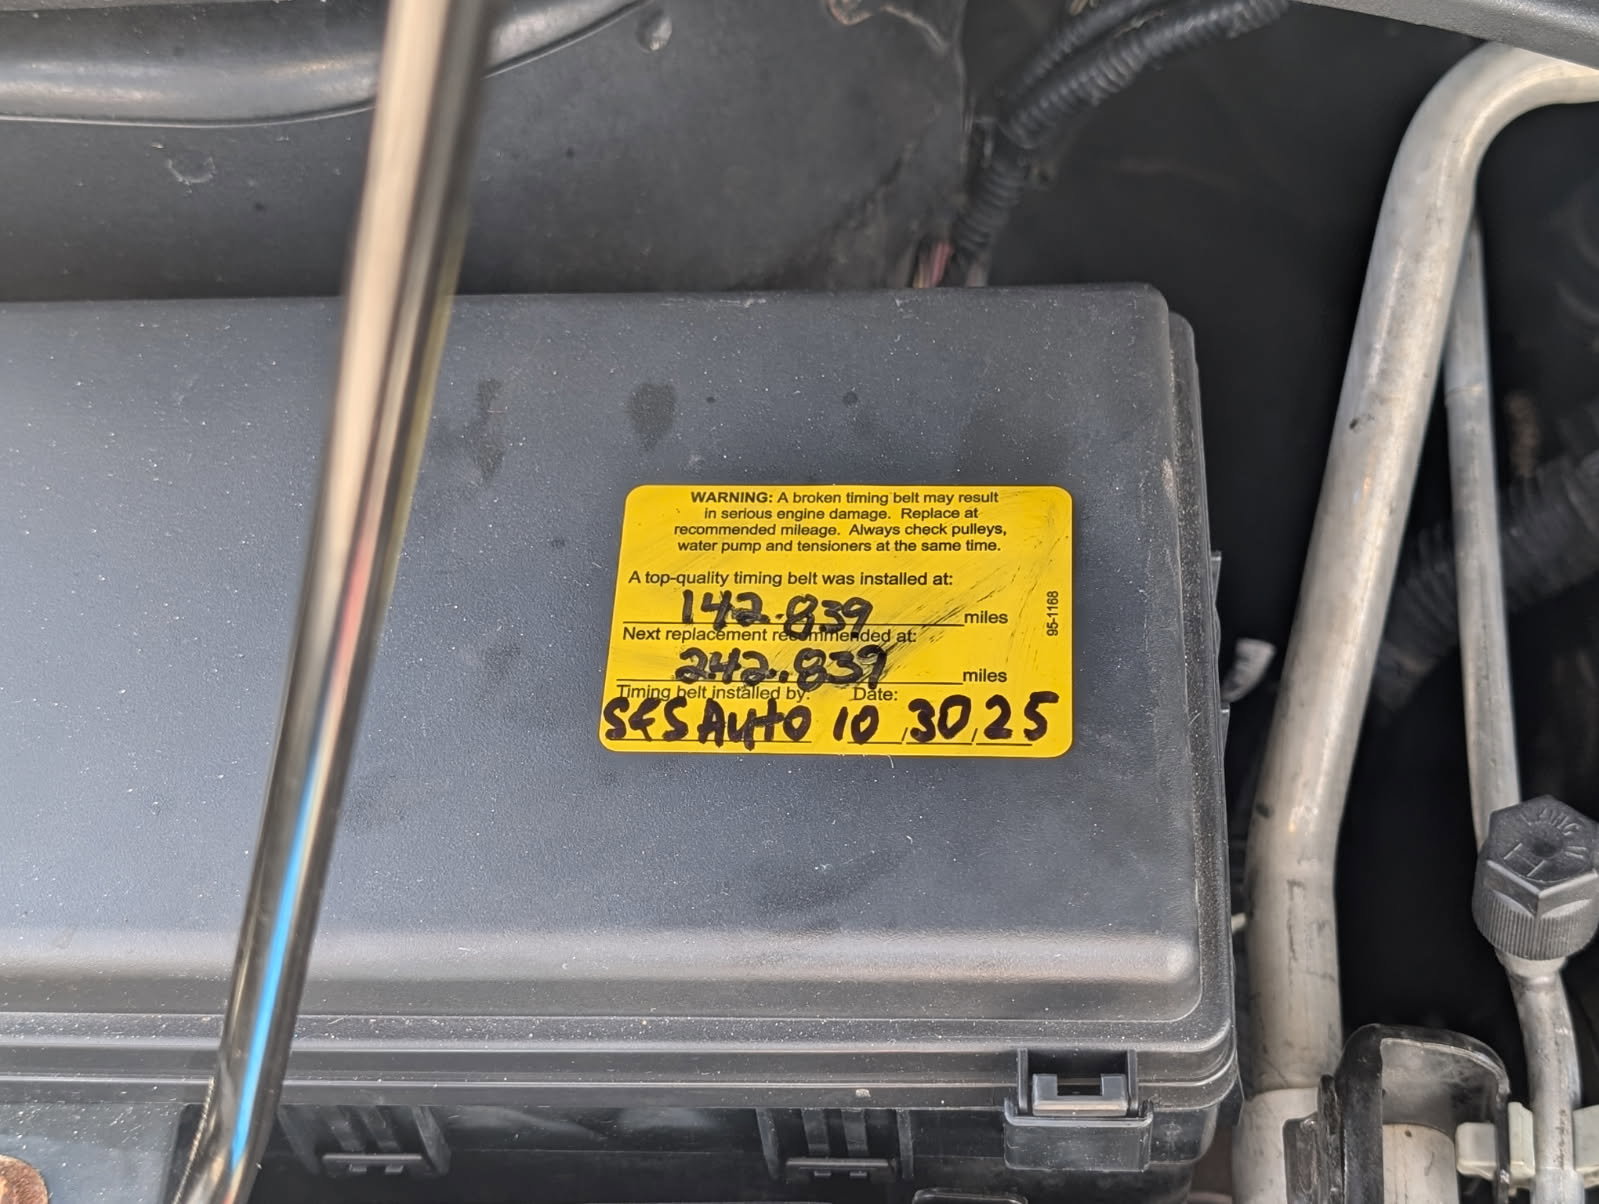 WARNING: A broken timing belt may result
in serious engine damage. Replace at
recommended mileage. Always check pulleys,
water pump and tensioners at the same time.
A top-quality timing belt was installed at:
142.839 miles
Next replacement recommended at:
242.839 miles
Timing belt installed by: Date:
S&S Auto 10 / 30 / 25
95-1168